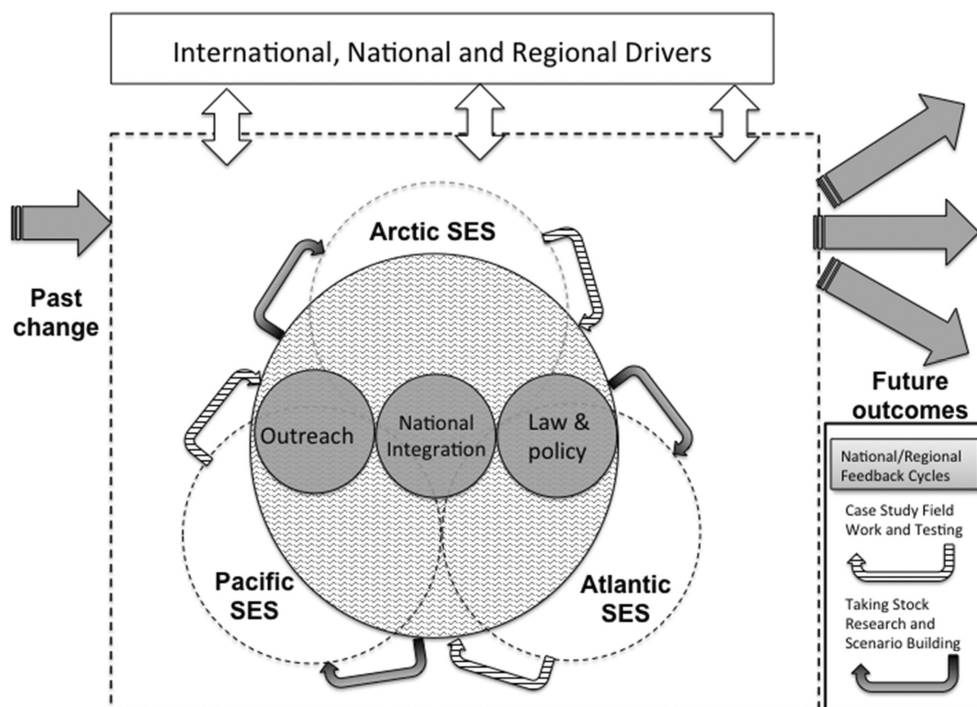 International, National and Regional Drivers
Arctic SES
Past
change
Outreach
National
Integration
Law &
policy
Pacific
SES
Atlantic
SES
Future
outcomes
National/Regional
Feedback Cycles
Case Study Field
Work and Testing
Taking Stock
Research and
Scenario Building